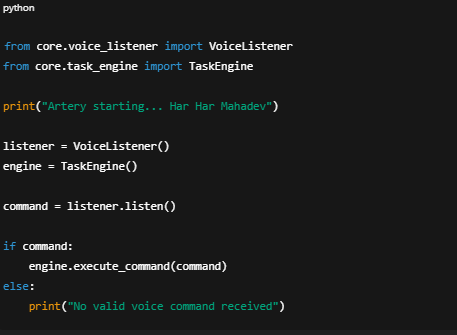 python
from core.voice_listener import VoiceListener
from core.task_engine import TaskEngine
print("Artery starting... Har Har Mahadev")
listener = VoiceListener()
engine = TaskEngine()
command = listener.listen()
if command:
    engine.execute_command(command)
else:
    print("No valid voice command received")